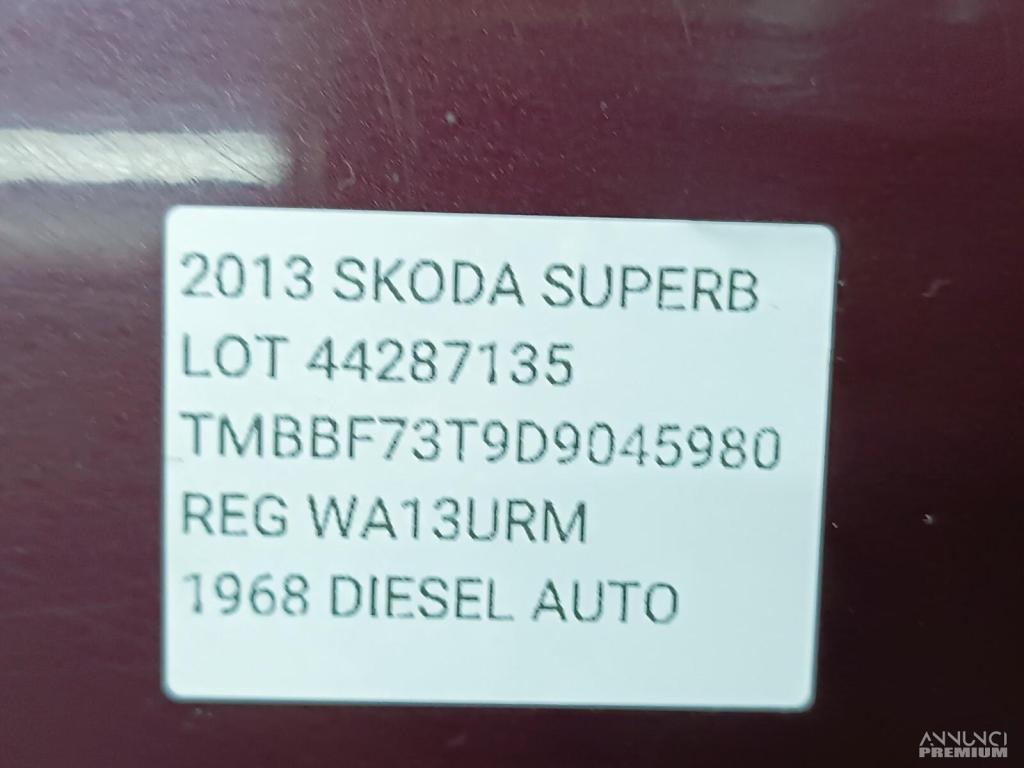 2013 SKODA SUPERB
LOT 44287135
TMBBF73T9D9045980
REG WA13URM
1968 DIESEL AUTO
ANNUNCI
PREMIUM